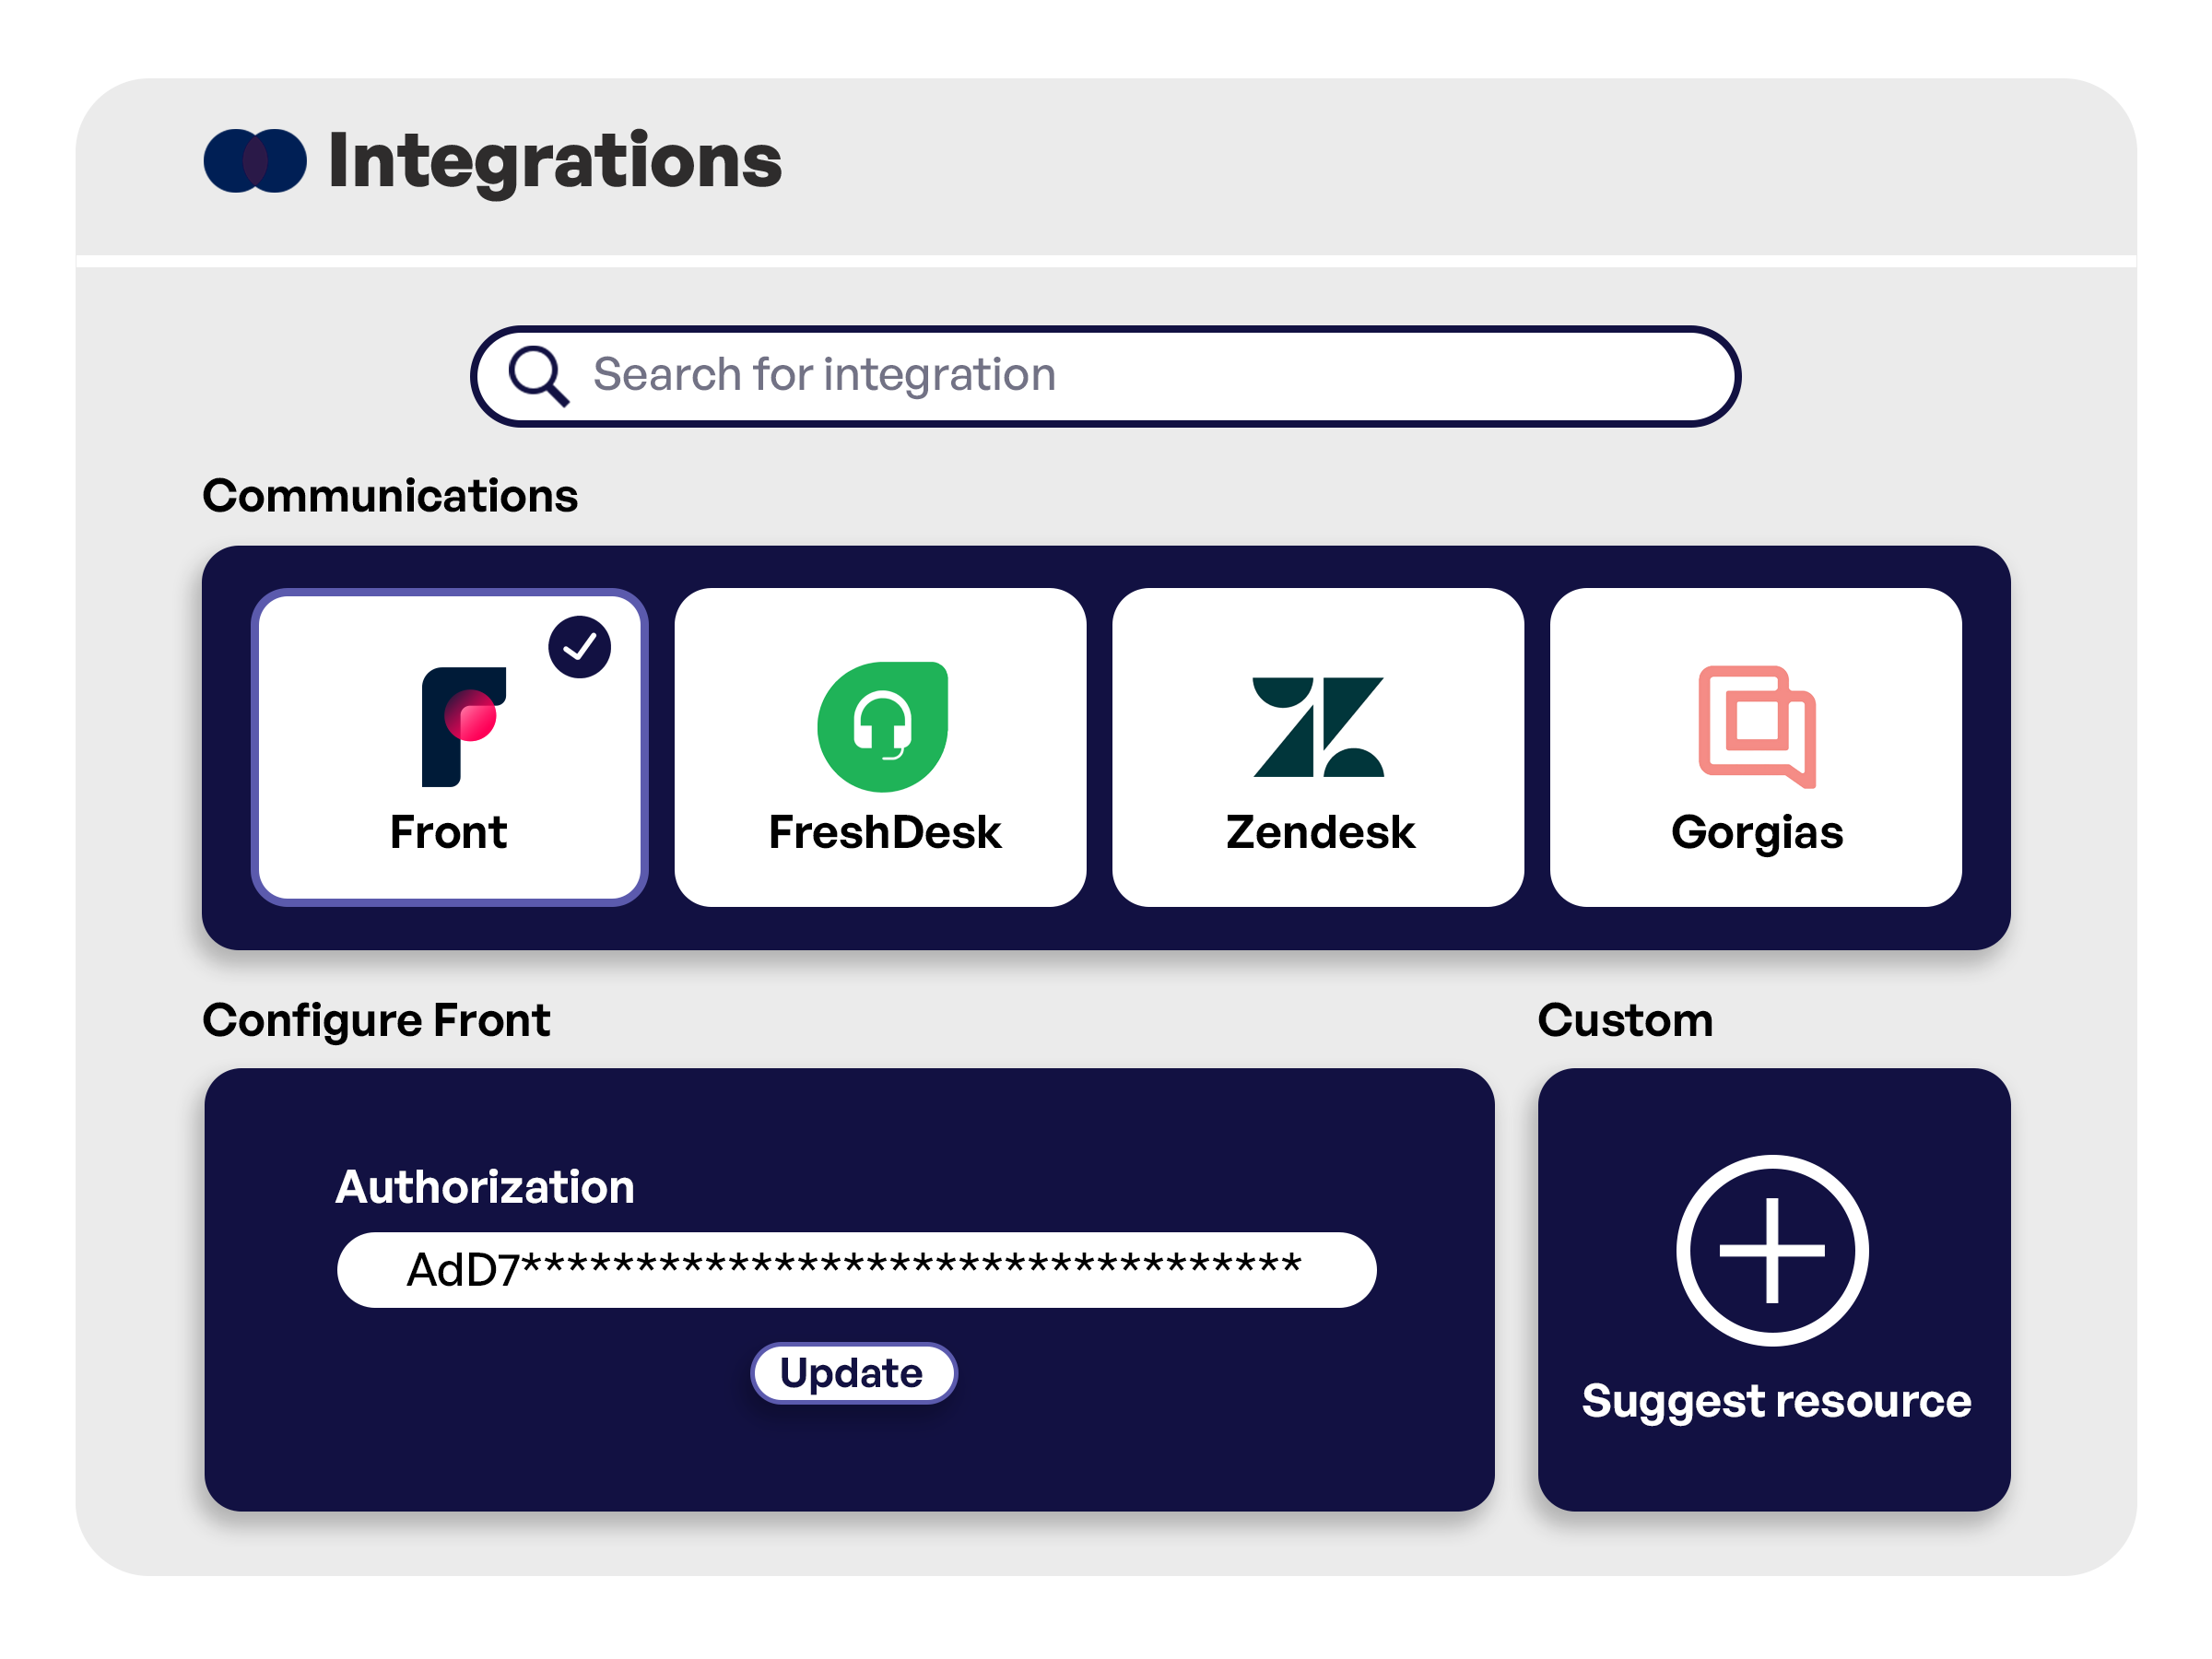 Integrations
Search for integration
Communications
Front
FreshDesk
Zendesk
Gorgias
Configure Front
Custom
Authorization
AdD7**********************************
Update
Suggest resource